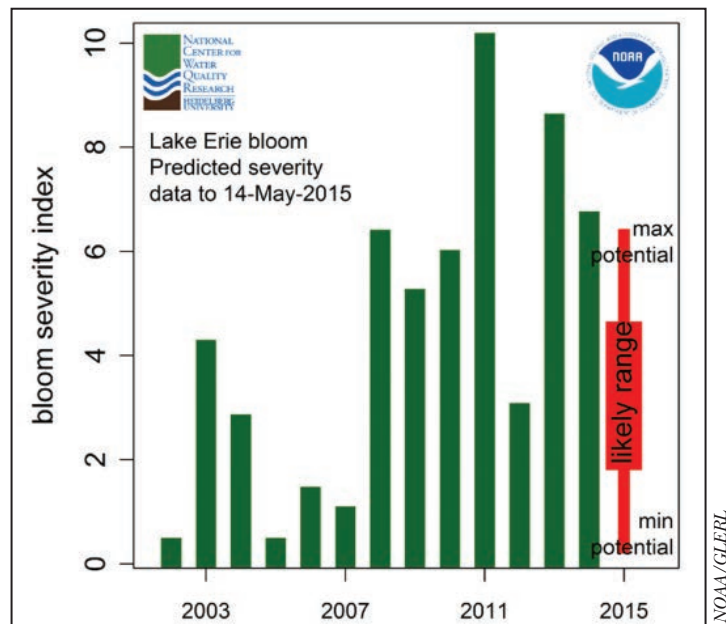 NATIONAL
CENTER FOR
WATER
QUALITY
RESEARCH
HEIDELBERG
UNIVERSITY
NOAA
Lake Erie bloom
Predicted severity
data to 14-May-2015
bloom severity index
10
8
6
4
2
0
max
potential
likely range
min
potential
2003
2007
2011
2015
NOAA/GLERL